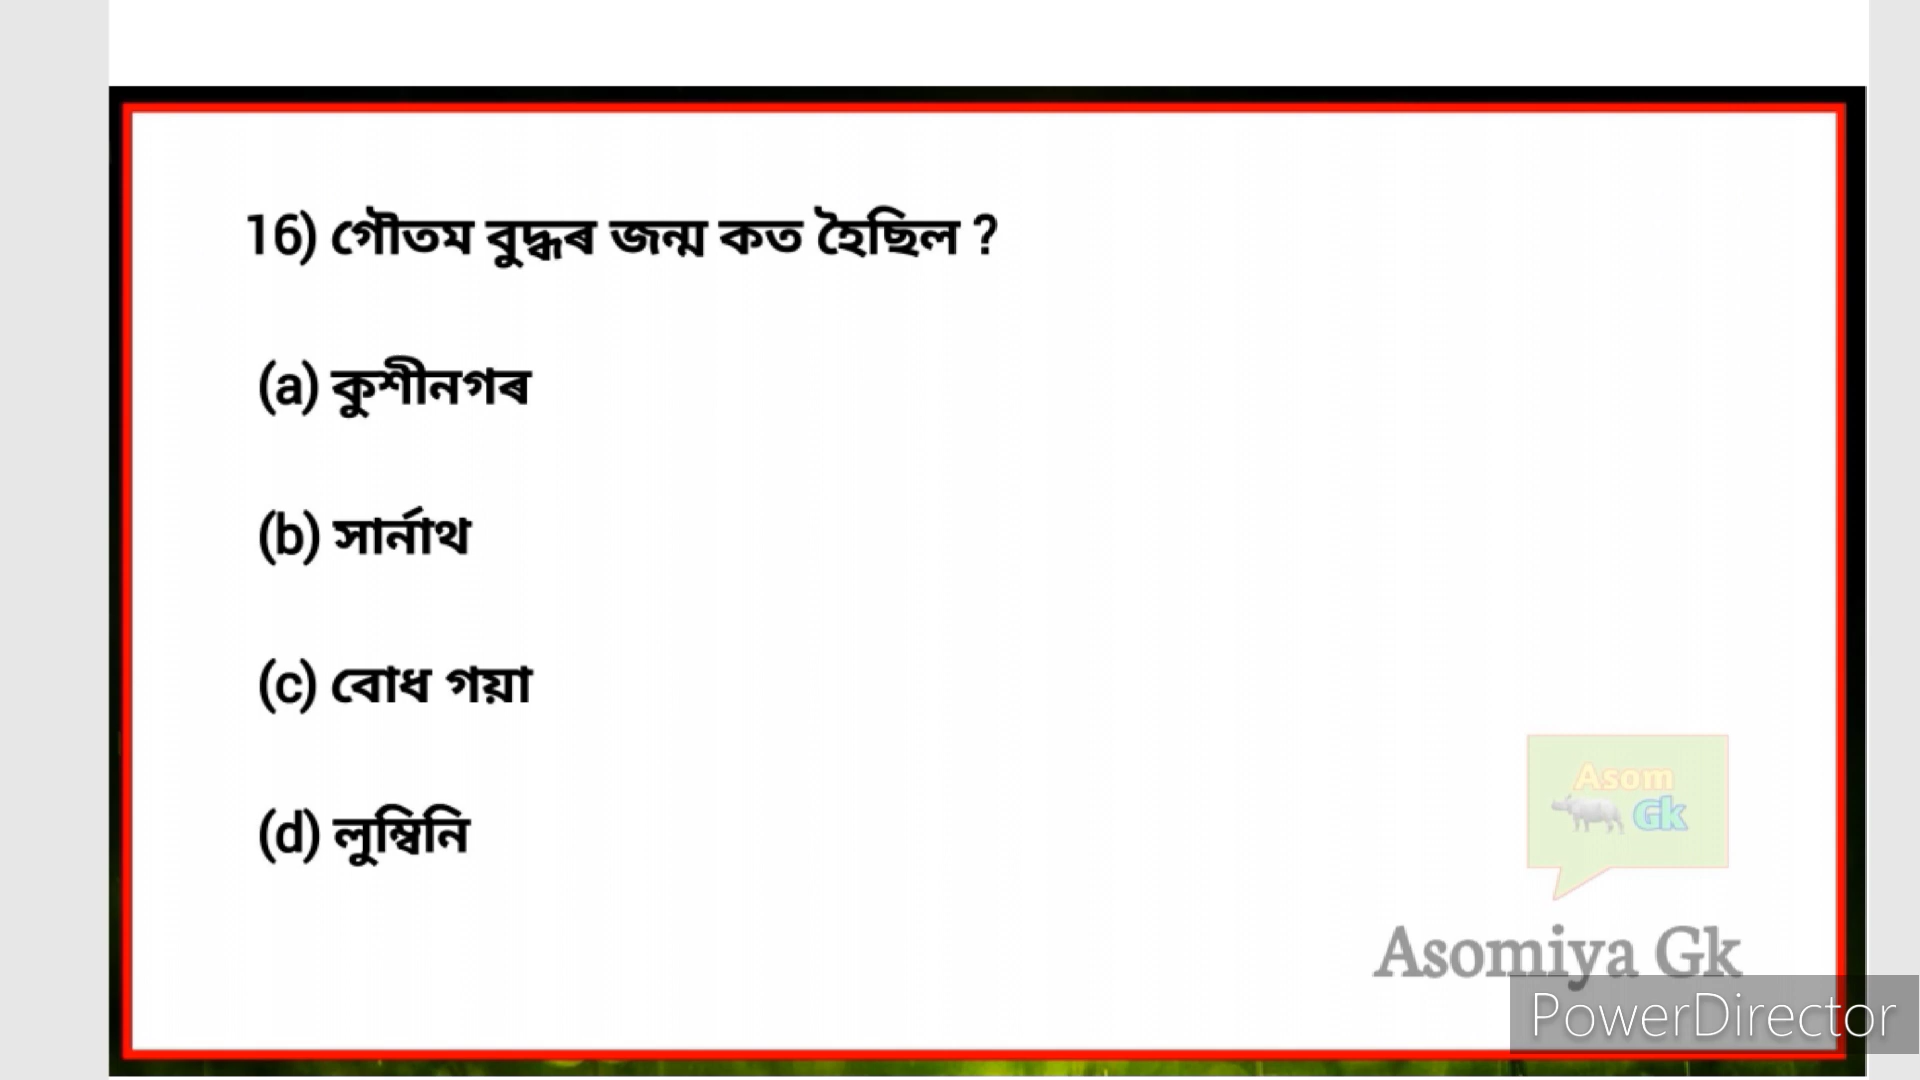 16) গৌতম বুদ্ধৰ জন্ম কত হৈছিল ?
(a) কুশীনগৰ
(b) সাৰ্নাথ
(c) বোধ গয়া
(d) লুম্বিনি
Asom
Gk
Asomiya Gk
PowerDirector